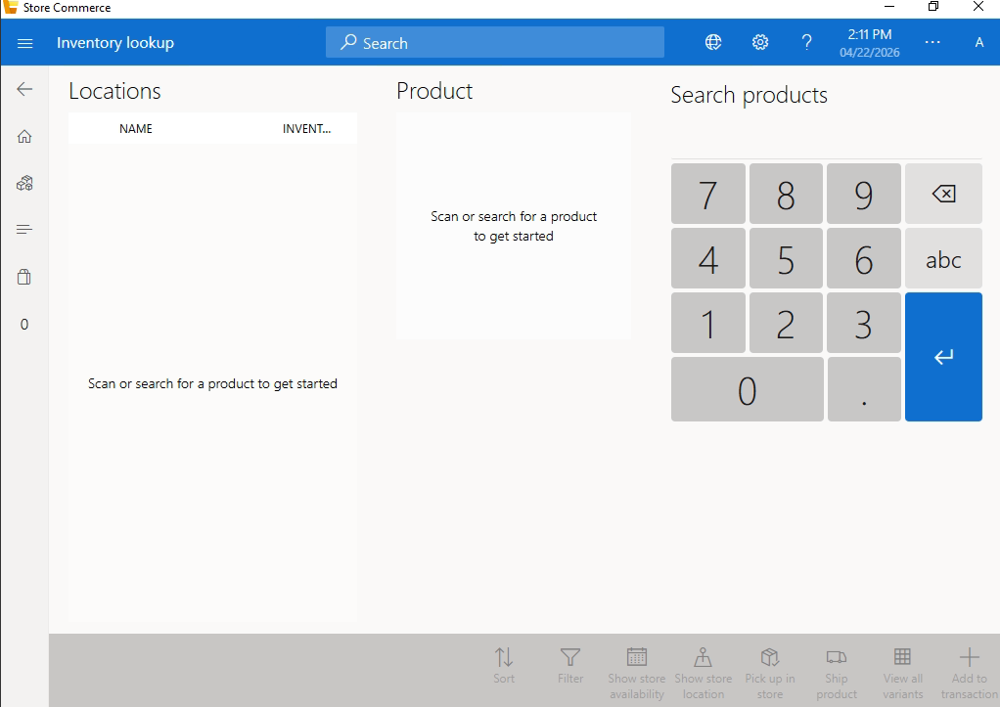 Store Commerce
Inventory lookup
Search
2:11 PM
04/22/2026
A
Locations
NAME INVENT...
Scan or search for a product to get started
0
Product
Scan or search for a product
to get started
Search products
7 8 9
4 5 6 abc
1 2 3
0 .
Sort
Filter
Show store
availability
Show store
location
Pick up in
store
Ship
product
View all
variants
Add to
transaction